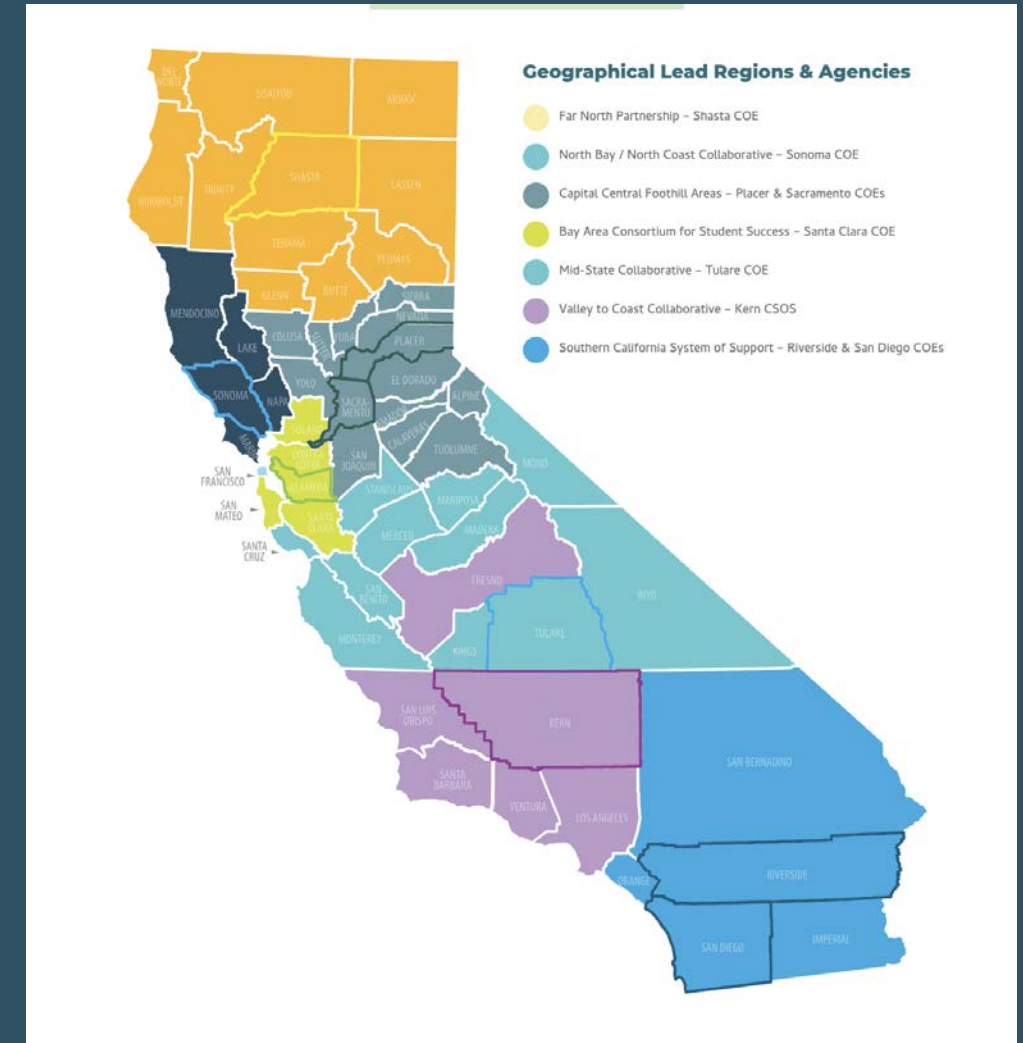 Geographical Lead Regions & Agencies
Far North Partnership – Shasta COE
North Bay / North Coast Collaborative – Sonoma COE
Capital Central Foothill Areas – Placer & Sacramento COEs
Bay Area Consortium for Student Success – Santa Clara COE
Mid-State Collaborative – Tulare COE
Valley to Coast Collaborative – Kern CSOS
Southern California System of Support – Riverside & San Diego COEs
DEL
NORTE
SISKIYOU
MODOC
HUMBOLDT
TRINITY
SHASTA
LASSEN
TEHAMA
PLUMAS
GLENN
BUTTE
SIERRA
MENDOCINO
LAKE
COLUSA
SUTTER
YUBA
NEVADA
PLACER
SONOMA
NAPA
YOLO
EL DORADO
SACRA-
MENTO
ALPINE
AMADOR
MARIN
SOLANO
CALAVERAS
TUOLUMNE
CONTRA
COSTA
SAN
JOAQUIN
MONO
SAN
FRANCISCO
ALAMEDA
STANISLAUS
MARIPOSA
SAN
MATEO
SANTA
CLARA
MERCED
MADERA
SANTA
CRUZ
SAN
BENITO
FRESNO
INYO
MONTEREY
KINGS
TULARE
SAN LUIS
OBISPO
KERN
SANTA
BARBARA
VENTURA
LOS ANGELES
SAN BERNADINO
ORANGE
RIVERSIDE
SAN DIEGO
IMPERIAL